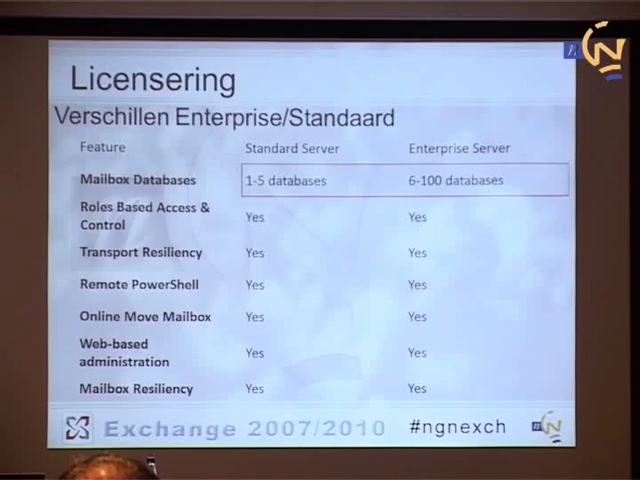 Licensering
Verschillen Enterprise/Standaard
Feature Standard Server Enterprise Server
Mailbox Databases 1-5 databases 6-100 databases
Roles Based Access &
Control Yes Yes
Transport Resiliency Yes Yes
Remote PowerShell Yes Yes
Online Move Mailbox Yes Yes
Web-based
administration Yes Yes
Mailbox Resiliency Yes Yes
Exchange 2007/2010 #ngnexch